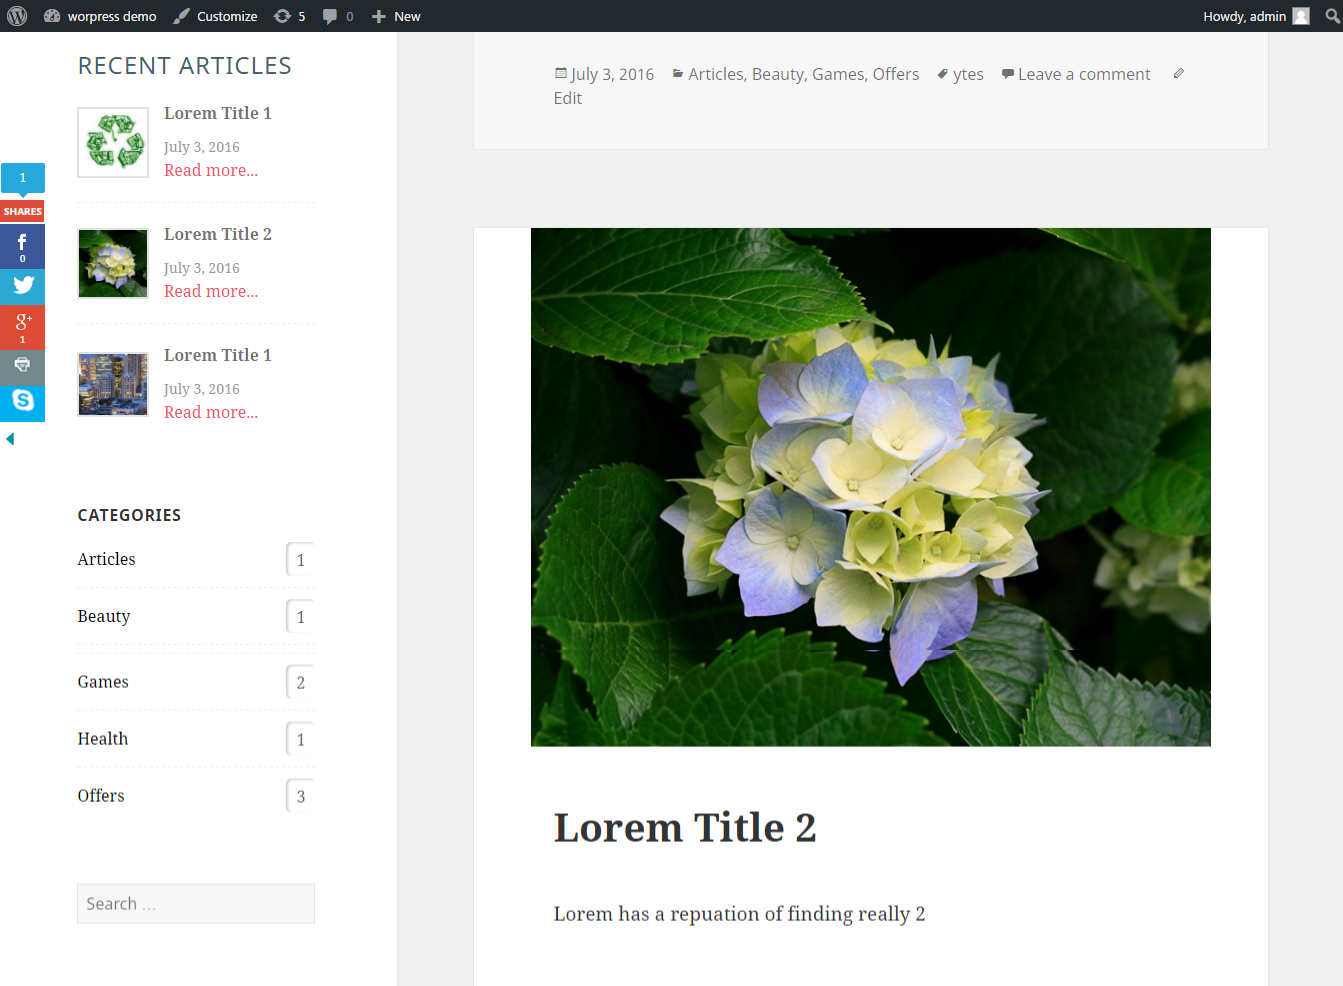 worpress demo Customize 5 0 New Howdy, admin
RECENT ARTICLES
Lorem Title 1
July 3, 2016
Read more...
Lorem Title 2
July 3, 2016
Read more...
Lorem Title 1
July 3, 2016
Read more...
1
SHARES
0
1
CATEGORIES
Articles 1
Beauty 1
Games 2
Health 1
Offers 3
Search ...
July 3, 2016 Articles, Beauty, Games, Offers ytes Leave a comment
Edit
Lorem Title 2
Lorem has a repuation of finding really 2